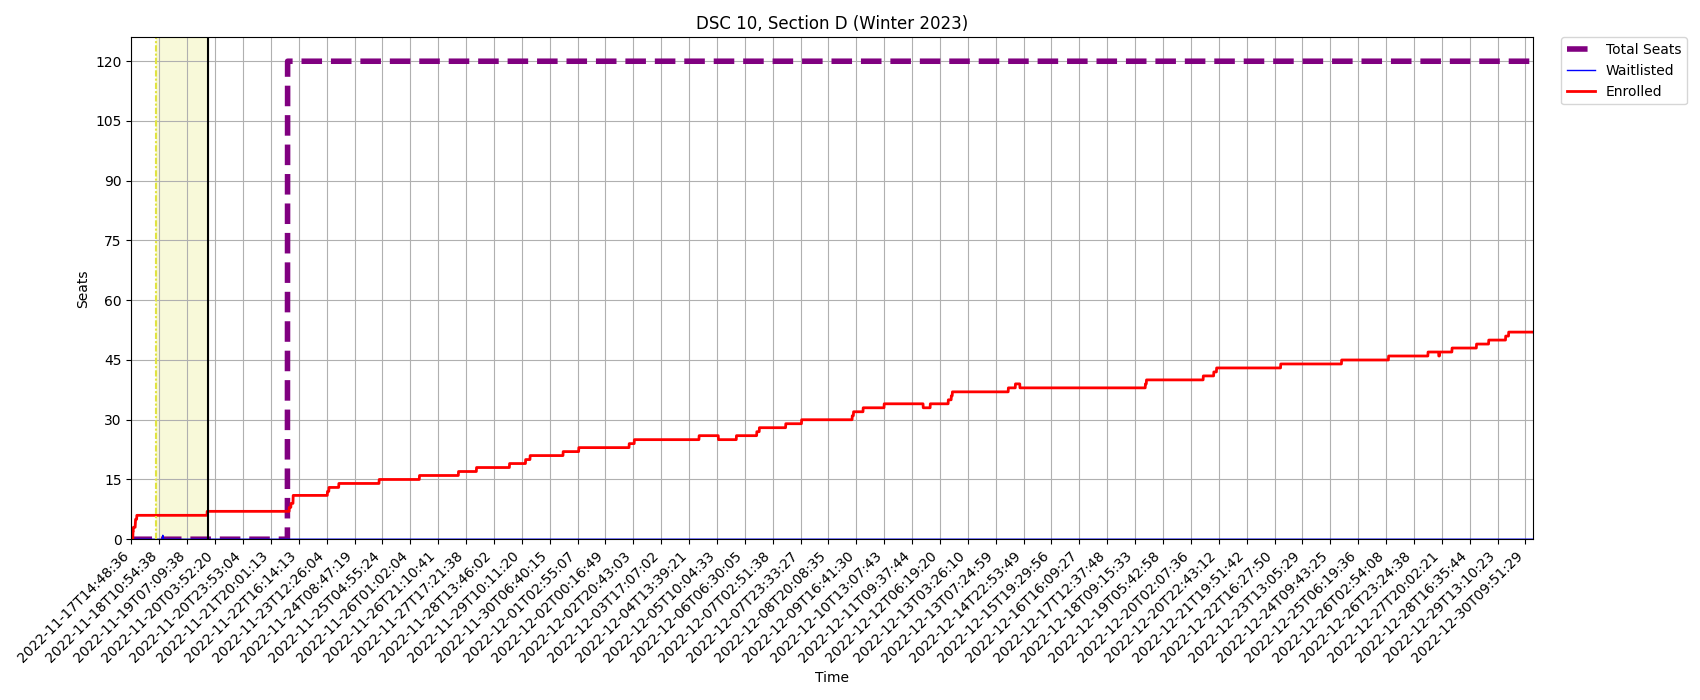 DSC 10, Section D (Winter 2023)
Total Seats
Waitlisted
Enrolled
Seats
120
105
90
75
60
45
30
15
0
2022-11-17T14:48:36
2022-11-18T10:54:38
2022-11-19T07:09:38
2022-11-20T03:52:20
2022-11-20T23:53:04
2022-11-21T20:01:13
2022-11-22T16:14:13
2022-11-23T12:26:04
2022-11-24T08:47:19
2022-11-25T04:55:24
2022-11-26T01:02:04
2022-11-26T21:10:41
2022-11-27T17:21:38
2022-11-28T13:46:02
2022-11-29T10:11:20
2022-11-30T06:40:15
2022-12-01T02:55:07
2022-12-02T00:16:49
2022-12-02T20:43:03
2022-12-03T17:07:02
2022-12-04T13:39:21
2022-12-05T10:04:33
2022-12-06T06:30:05
2022-12-07T02:51:38
2022-12-07T23:33:27
2022-12-08T20:08:35
2022-12-09T16:41:30
2022-12-10T13:07:43
2022-12-11T09:37:44
2022-12-12T06:19:20
2022-12-13T03:26:10
2022-12-13T07:24:59
2022-12-14T22:53:49
2022-12-15T19:29:56
2022-12-16T16:09:27
2022-12-17T12:37:48
2022-12-18T09:15:33
2022-12-19T05:42:58
2022-12-20T02:07:36
2022-12-20T22:43:12
2022-12-21T19:51:42
2022-12-22T16:27:50
2022-12-23T13:05:29
2022-12-24T09:43:25
2022-12-25T06:19:36
2022-12-26T02:54:08
2022-12-26T23:24:38
2022-12-27T20:02:21
2022-12-28T16:35:44
2022-12-29T13:10:23
2022-12-30T09:51:29
Time